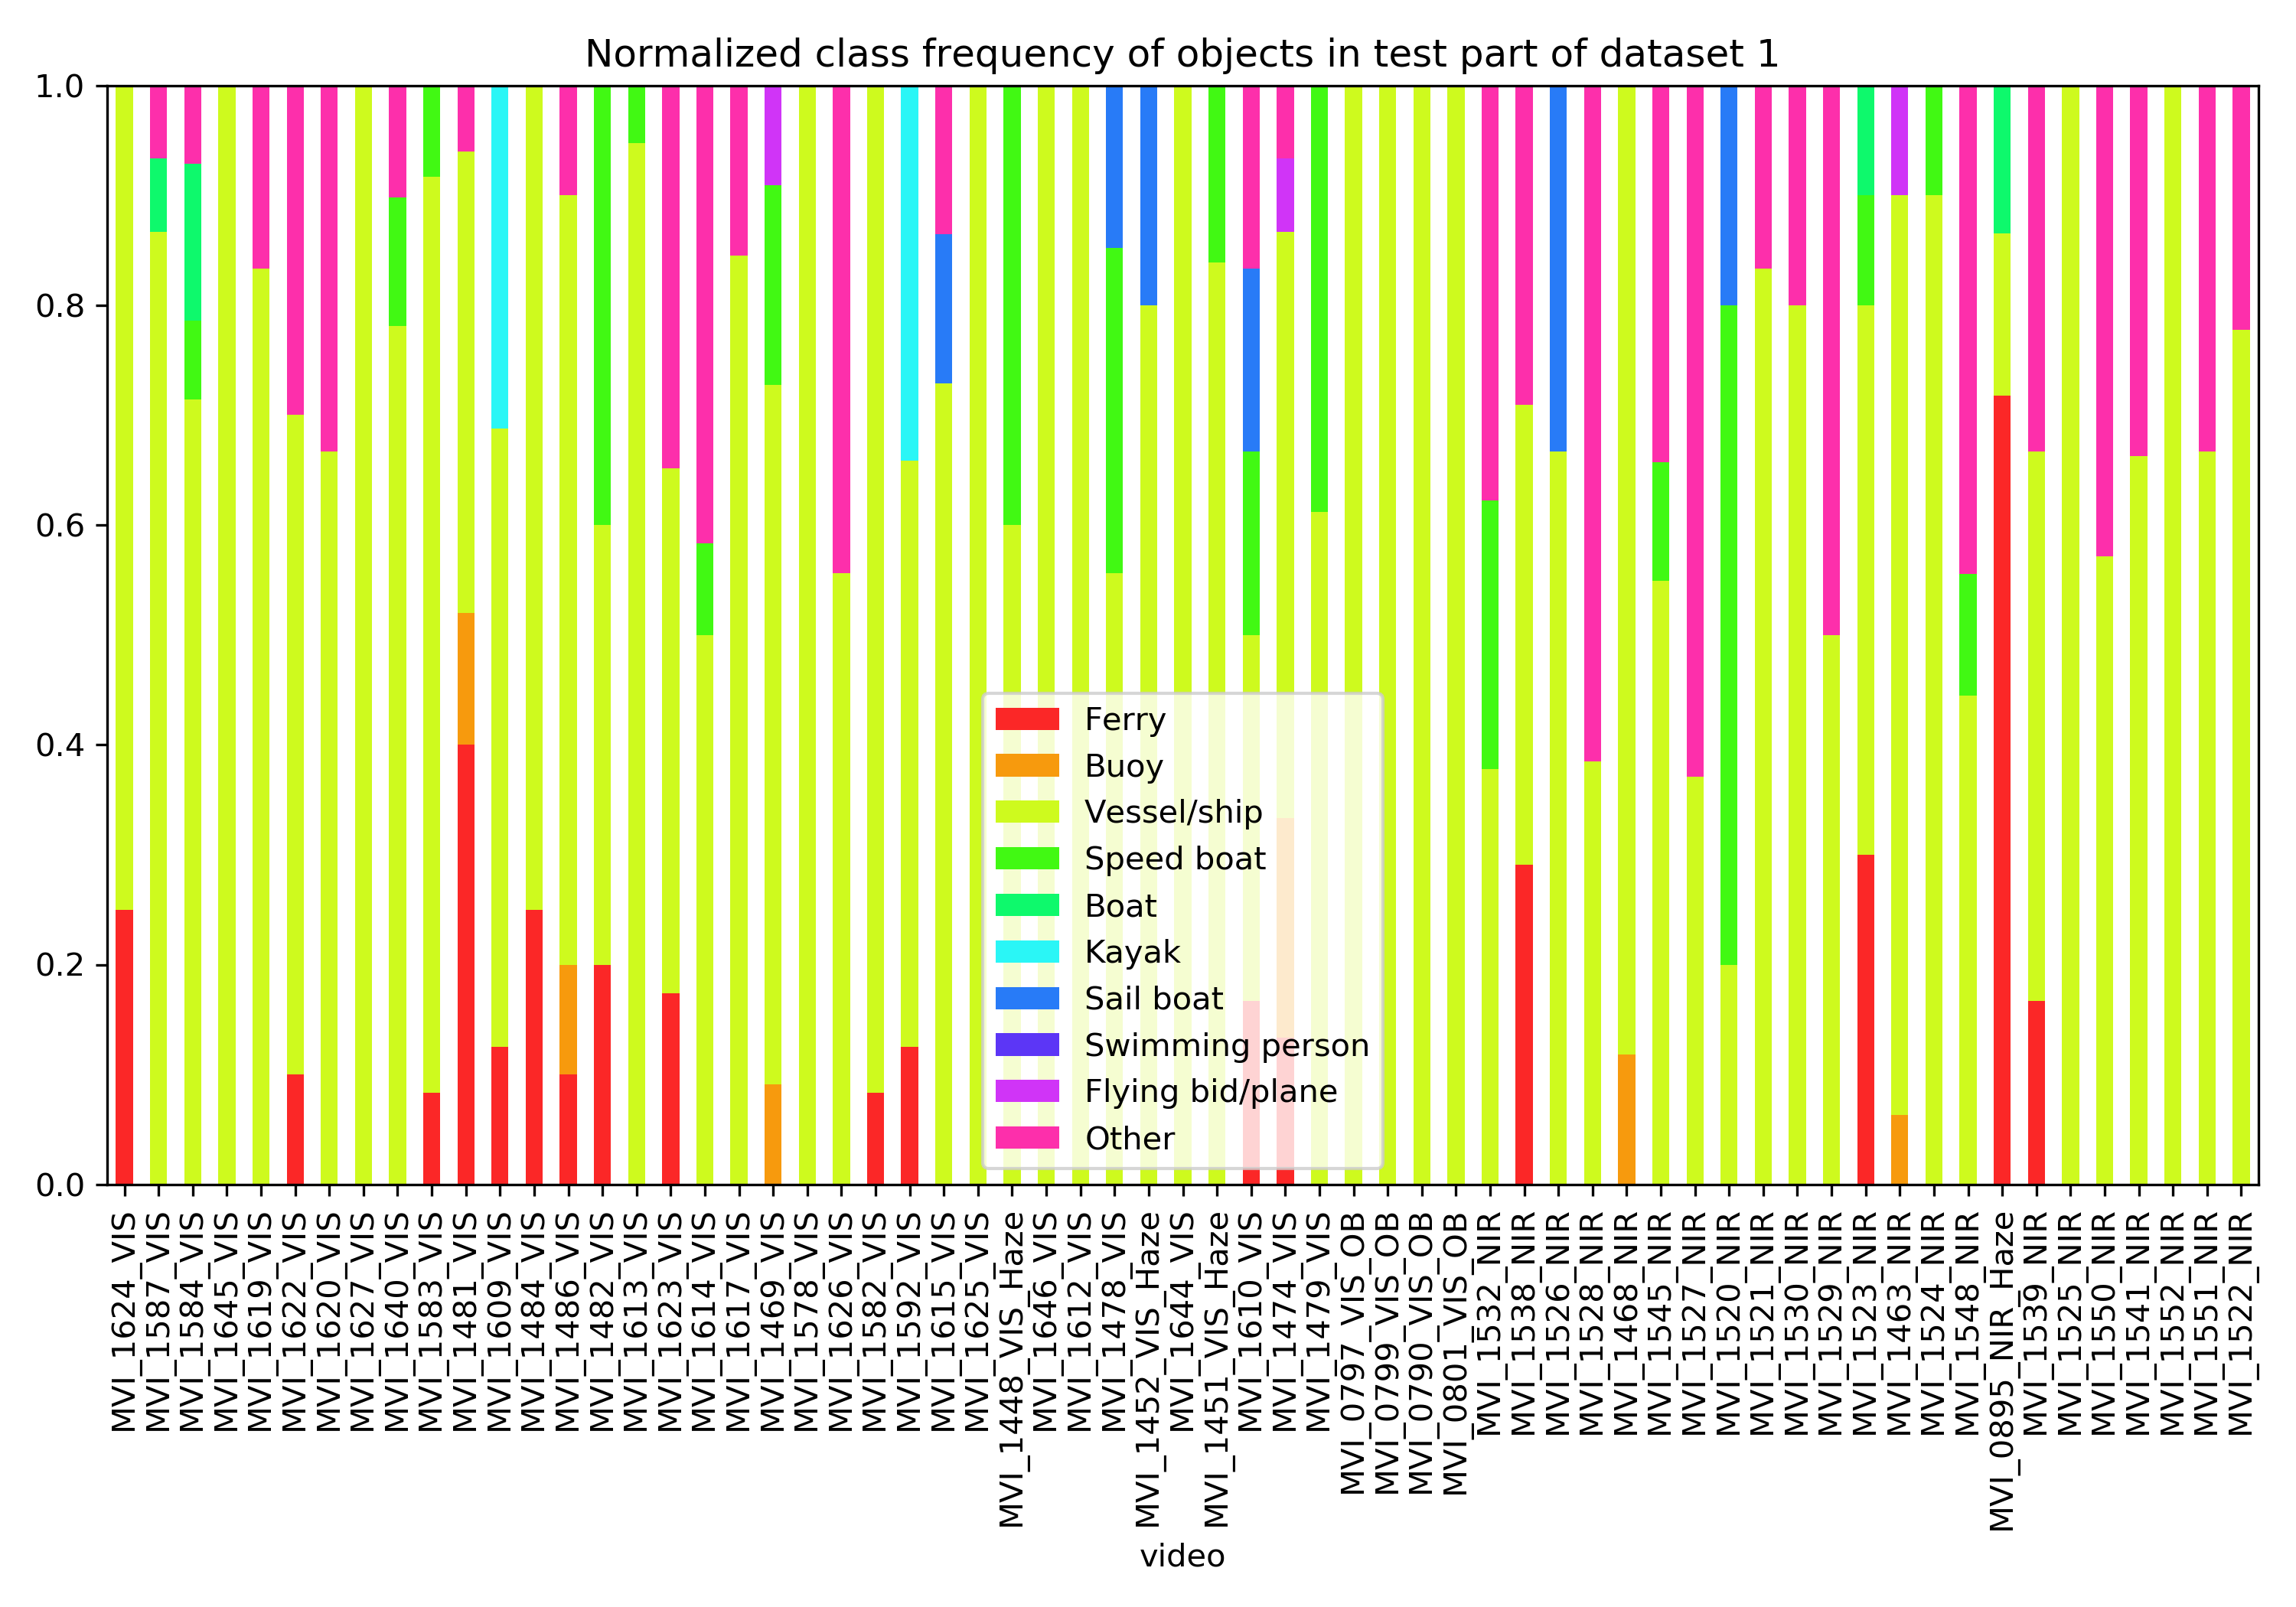 Normalized class frequency of objects in test part of dataset 1
1.0
0.8
0.6
0.4
0.2
0.0
Ferry
Buoy
Vessel/ship
Speed boat
Boat
Kayak
Sail boat
Swimming person
Flying bid/plane
Other
MVI_1624_VIS
MVI_1587_VIS
MVI_1584_VIS
MVI_1645_VIS
MVI_1619_VIS
MVI_1622_VIS
MVI_1620_VIS
MVI_1627_VIS
MVI_1640_VIS
MVI_1583_VIS
MVI_1481_VIS
MVI_1609_VIS
MVI_1484_VIS
MVI_1486_VIS
MVI_1482_VIS
MVI_1613_VIS
MVI_1623_VIS
MVI_1614_VIS
MVI_1617_VIS
MVI_1469_VIS
MVI_1578_VIS
MVI_1626_VIS
MVI_1582_VIS
MVI_1592_VIS
MVI_1615_VIS
MVI_1625_VIS
MVI_1448_VIS_Haze
MVI_1646_VIS
MVI_1612_VIS
MVI_1478_VIS
MVI_1452_VIS_Haze
MVI_1644_VIS
MVI_1451_VIS_Haze
MVI_1610_VIS
MVI_1474_VIS
MVI_1479_VIS
MVI_0797_VIS_OB
MVI_0799_VIS_OB
MVI_0790_VIS_OB
MVI_0801_VIS_OB
MVI_1532_NIR
MVI_1538_NIR
MVI_1526_NIR
MVI_1528_NIR
MVI_1468_NIR
MVI_1545_NIR
MVI_1527_NIR
MVI_1520_NIR
MVI_1521_NIR
MVI_1530_NIR
MVI_1529_NIR
MVI_1523_NIR
MVI_1463_NIR
MVI_1524_NIR
MVI_1548_NIR
MVI_0895_NIR_Haze
MVI_1539_NIR
MVI_1525_NIR
MVI_1550_NIR
MVI_1541_NIR
MVI_1552_NIR
MVI_1551_NIR
MVI_1522_NIR
video